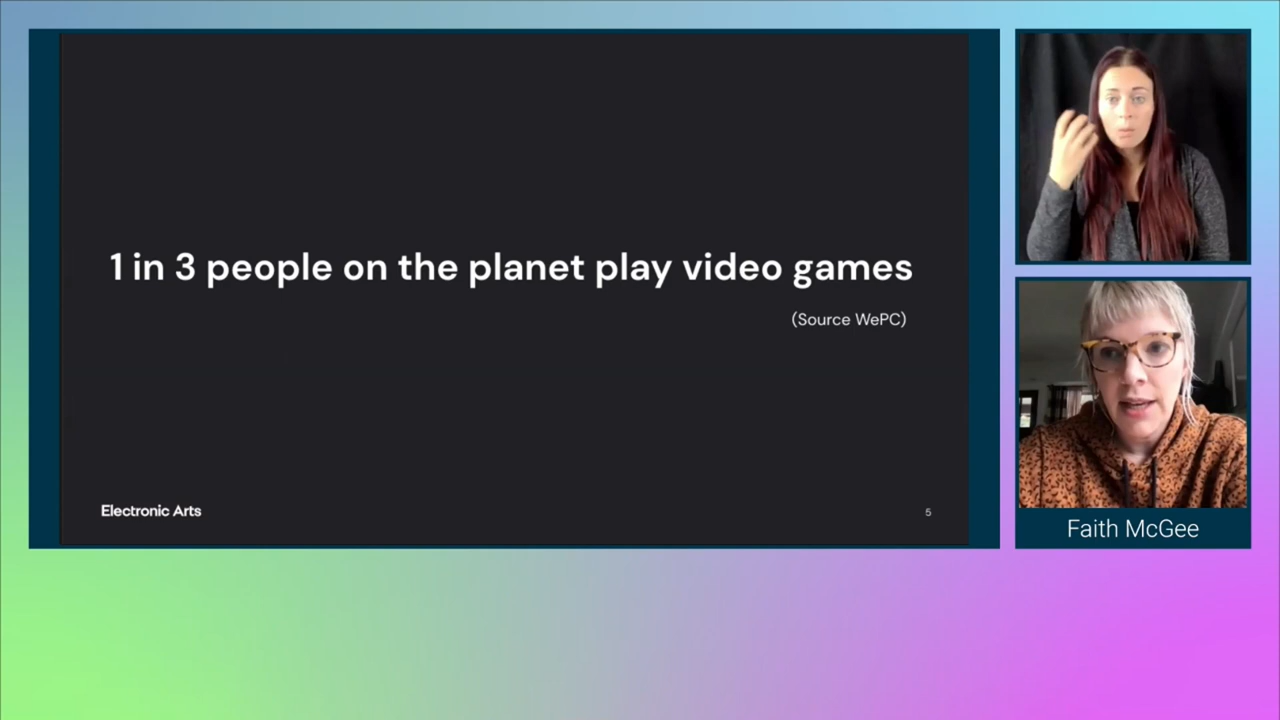 1 in 3 people on the planet play video games
(Source WePC)
Electronic Arts
5
Faith McGee